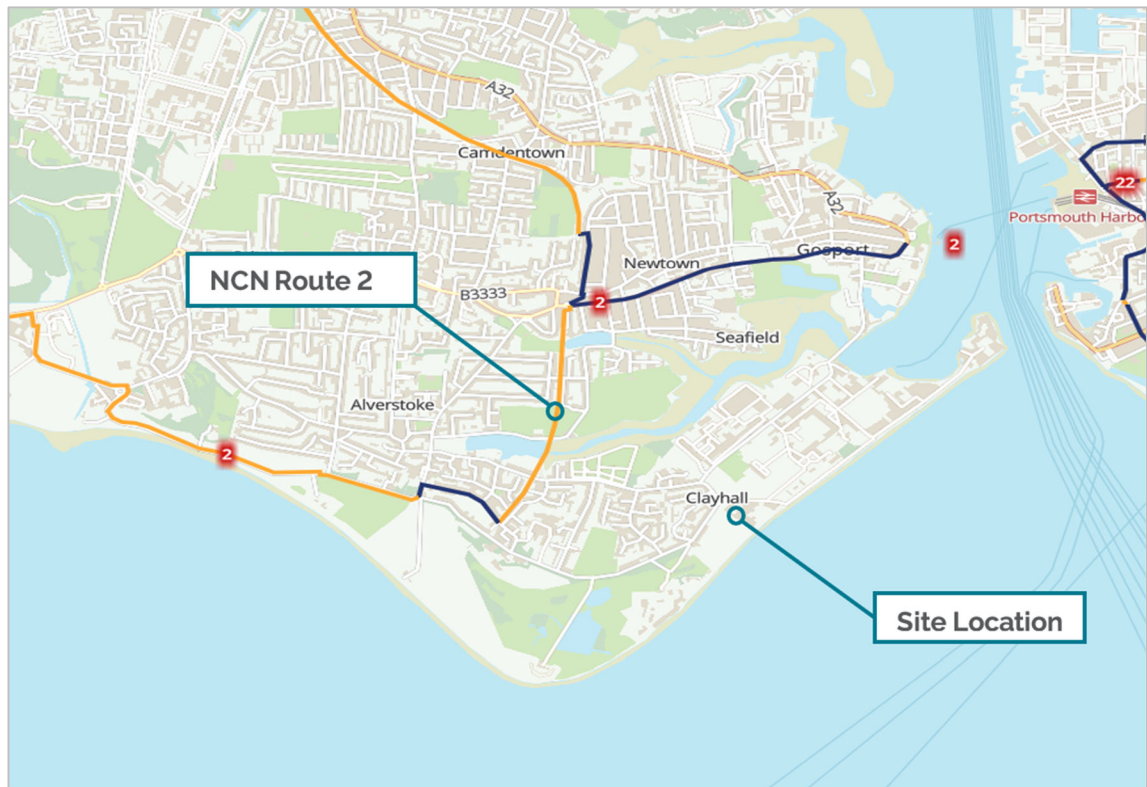 A32
Camdentown
A32
22
Portsmouth Harbo
Gosport
2
NCN Route 2
Newtown
B3333
2
Seafield
Alverstoke
2
Clayhall
Site Location